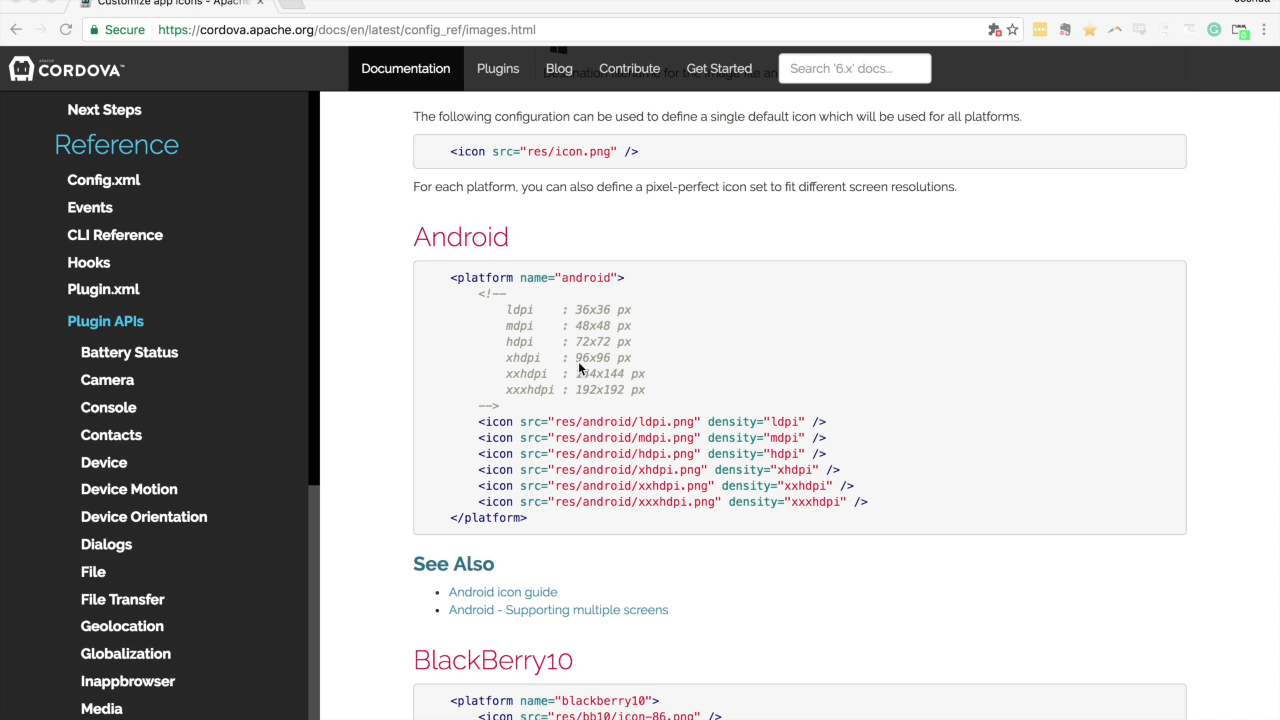 Customize app icons - Apache
Secure https://cordova.apache.org/docs/en/latest/config_ref/images.html
APACHE
CORDOVA™
Documentation
Plugins
Blog
Contribute
Get Started
Search '6.x' docs...
Destination filename for the image file an
Next Steps
Reference
Config.xml
Events
CLI Reference
Hooks
Plugin.xml
Plugin APIs
Battery Status
Camera
Console
Contacts
Device
Device Motion
Device Orientation
Dialogs
File
File Transfer
Geolocation
Globalization
Inappbrowser
Media
The following configuration can be used to define a single default icon which will be used for all platforms.
<icon src="res/icon.png" />
For each platform, you can also define a pixel-perfect icon set to fit different screen resolutions.
Android
<platform name="android">
<!--
ldpi : 36x36 px
mdpi : 48x48 px
hdpi : 72x72 px
xhdpi : 96x96 px
xxhdpi : 144x144 px
xxxhdpi : 192x192 px
-->
<icon src="res/android/ldpi.png" density="ldpi" />
<icon src="res/android/mdpi.png" density="mdpi" />
<icon src="res/android/hdpi.png" density="hdpi" />
<icon src="res/android/xhdpi.png" density="xhdpi" />
<icon src="res/android/xxhdpi.png" density="xxhdpi" />
<icon src="res/android/xxxhdpi.png" density="xxxhdpi" />
</platform>
See Also
• Android icon guide
• Android - Supporting multiple screens
BlackBerry10
<platform name="blackberry10">
<icon src="res/bb10/icon-86.png" />